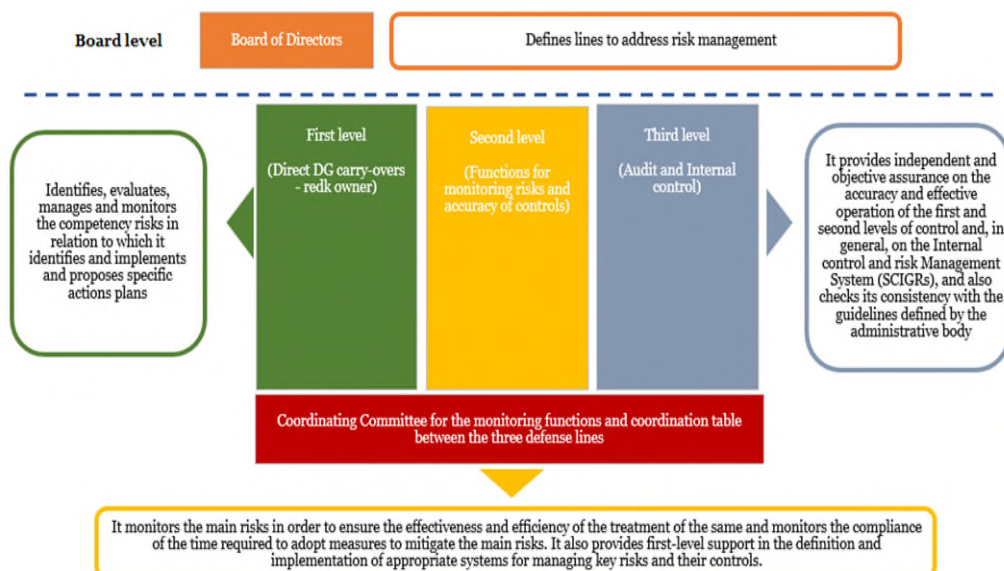 Board level
Board of Directors
Defines lines to address risk management
First level
(Direct DG carry-overs
- redk owner)
Second level
(Functions for
monitoring risks and
accuracy of controls)
Third level
(Audit and Internal
control)
Identifies, evaluates,
manages and monitors
the competency risks in
relation to which it
identifies and implements
and proposes specific
actions plans
It provides independent and
objective assurance on the
accuracy and effective
operation of the first and
second levels of control and, in
general, on the Internal
control and risk Management
System (SCIGRs), and also
checks its consistency with the
guidelines defined by the
administrative body
Coordinating Committee for the monitoring functions and coordination table
between the three defense lines
It monitors the main risks in order to ensure the effectiveness and efficiency of the treatment of the same and monitors the compliance
of the time required to adopt measures to mitigate the main risks. It also provides first-level support in the definition and
implementation of appropriate systems for managing key risks and their controls.